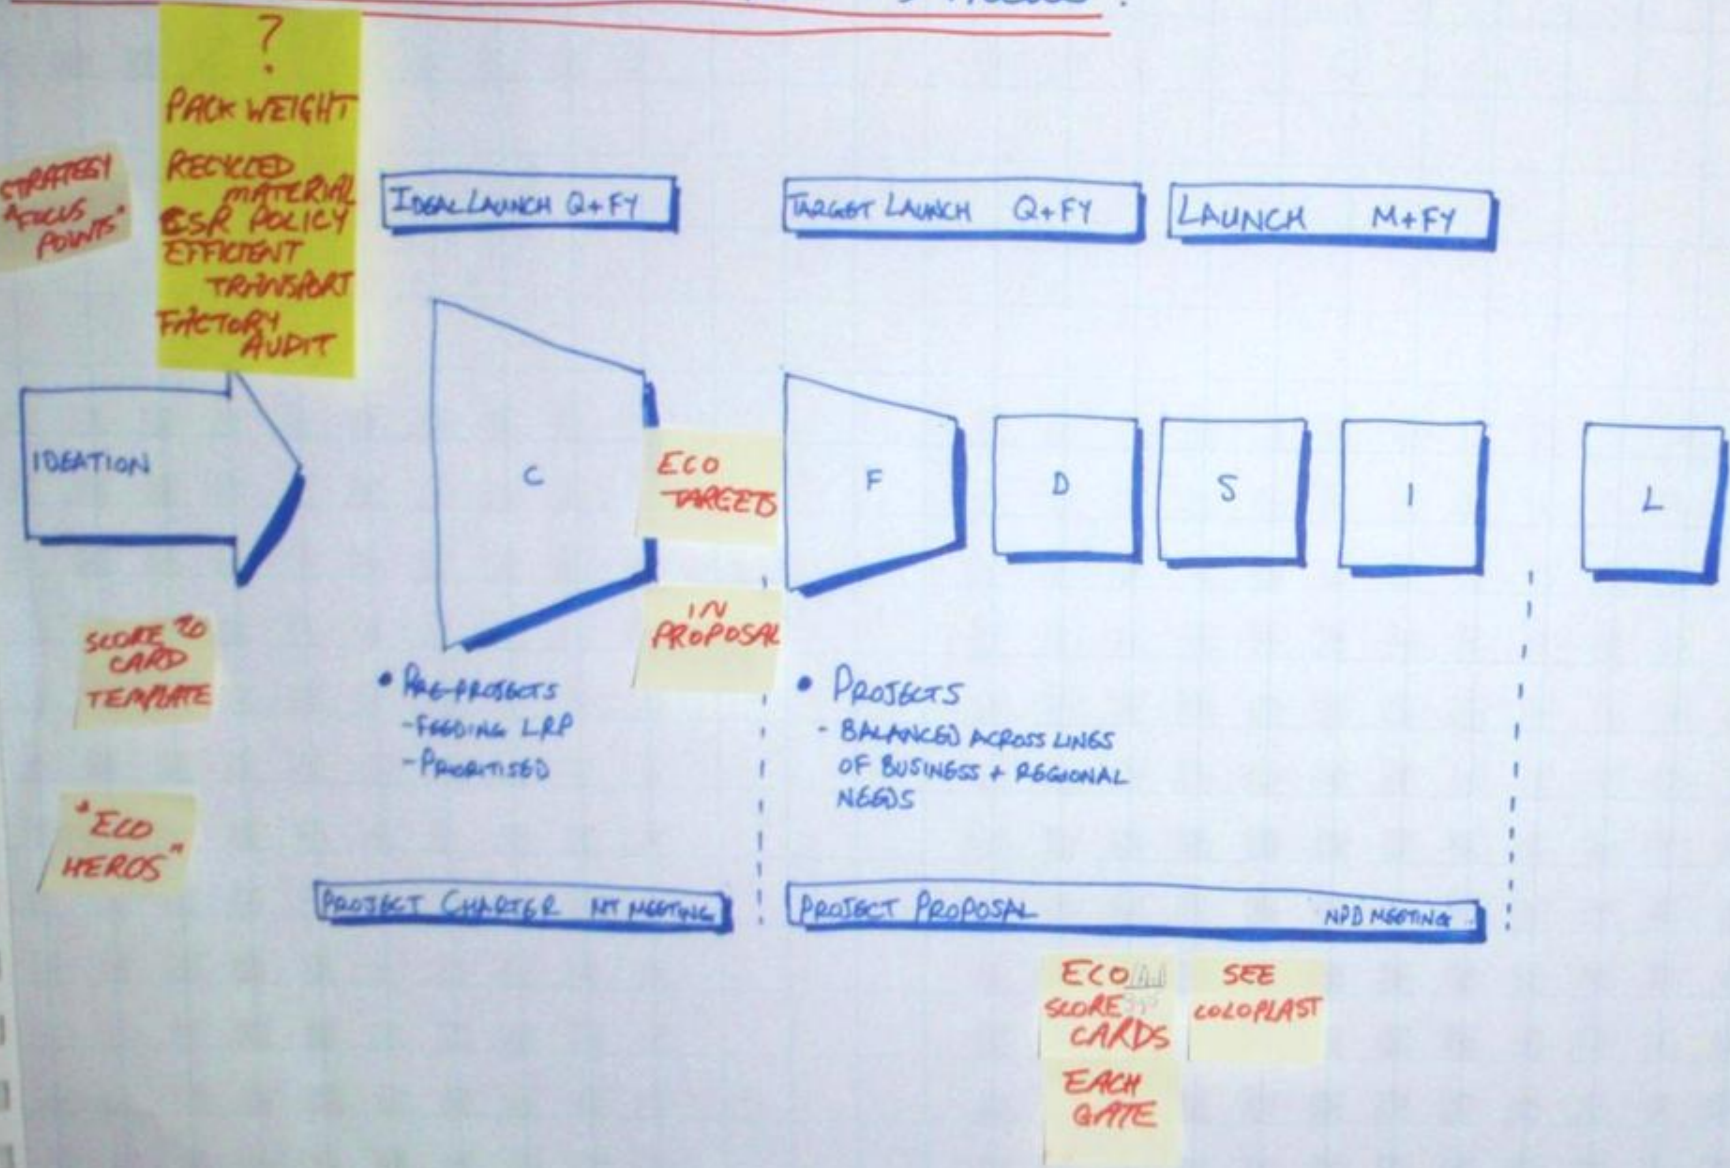 ?
PACK WEIGHT
RECYCLED
MATERIAL
CSR POLICY
EFFICIENT
TRANSPORT
FACTORY
AUDIT
STRATEGY
"FOCUS
POINTS"
IDEAL LAUNCH Q+FY
TARGET LAUNCH Q+FY
LAUNCH M+FY
IDEATION
C
ECO
TARGETS
F
D
S
I
L
IN
PROPOSAL
SCORE
CARD
TEMPLATE
• PRE-PROJECTS
- FEEDING LRP
- PRIORITISED
• PROJECTS
- BALANCED ACROSS LINES
OF BUSINESS + REGIONAL
NEEDS
"ECO
HEROS"
PROJECT CHARTER MT MEETING
PROJECT PROPOSAL NPD MEETING
ECO
SCORE
CARDS
EACH
GATE
SEE
COLOPLAST